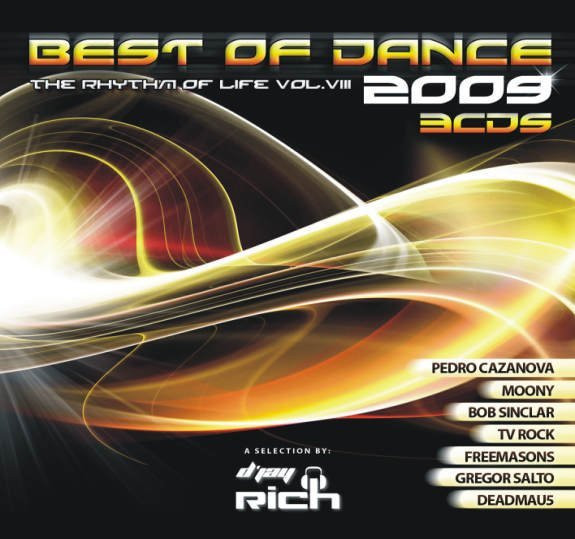 BEST OF DANCE
THE RHYTHM OF LIFE VOL.VIII
2009
3CDS
PEDRO CAZANOVA
MOONY
BOB SINCLAR
TV ROCK
FREEMASONS
GREGOR SALTO
DEADMAU5
A SELECTION BY:
D'JAY
RICH